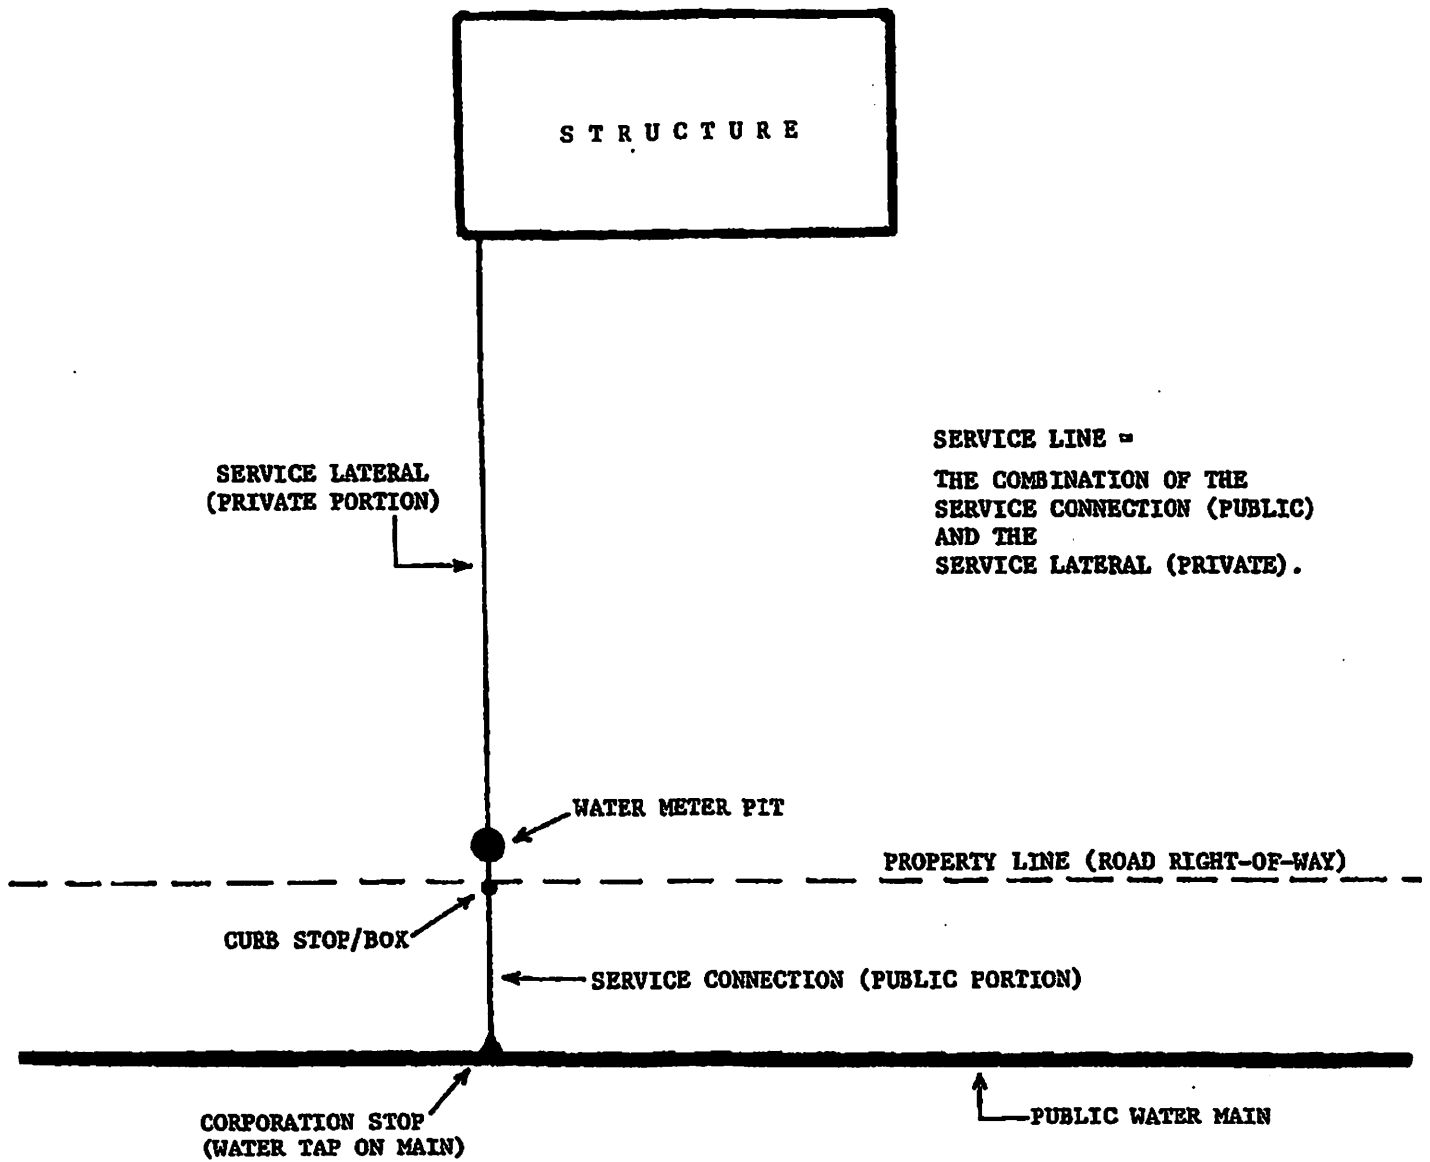 STRUCTURE
SERVICE LINE =
THE COMBINATION OF THE
SERVICE CONNECTION (PUBLIC)
AND THE
SERVICE LATERAL (PRIVATE).
SERVICE LATERAL
(PRIVATE PORTION)
WATER METER PIT
PROPERTY LINE (ROAD RIGHT-OF-WAY)
CURB STOP/BOX
SERVICE CONNECTION (PUBLIC PORTION)
CORPORATION STOP
(WATER TAP ON MAIN)
PUBLIC WATER MAIN